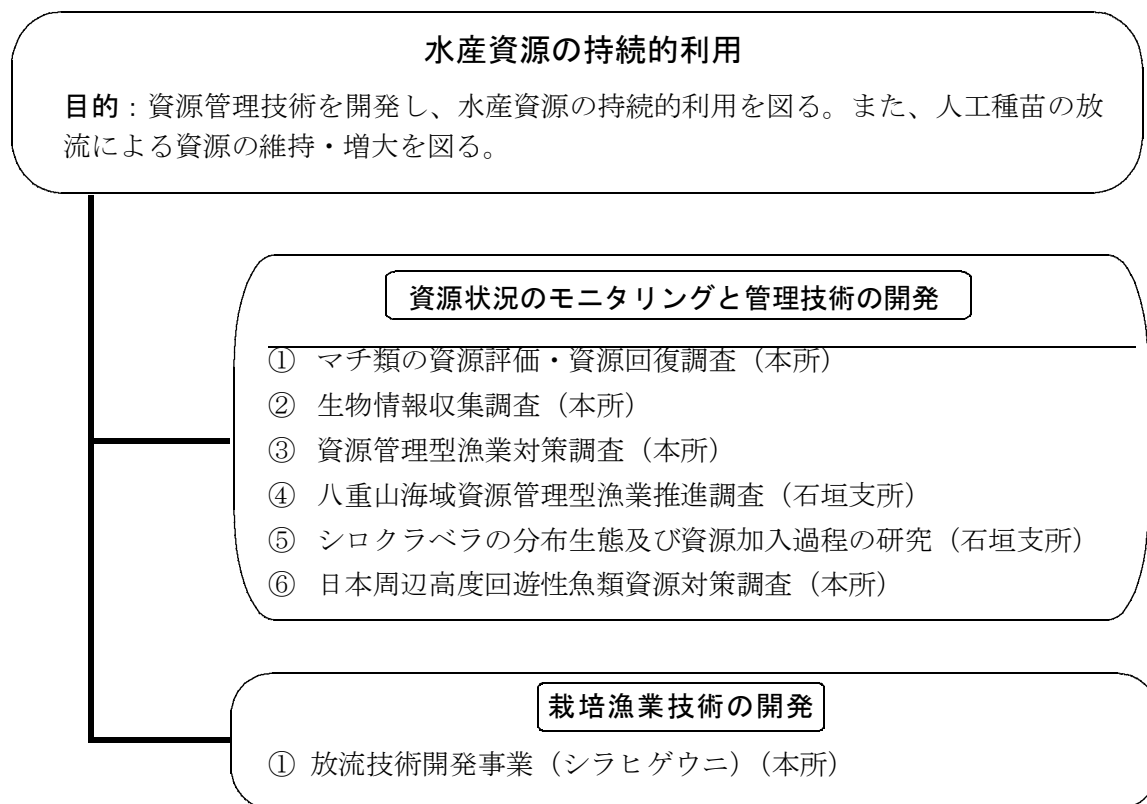 水産資源の持続的利用
目的：資源管理技術を開発し、水産資源の持続的利用を図る。また、人工種苗の放
流による資源の維持・増大を図る。
資源状況のモニタリングと管理技術の開発
① マチ類の資源評価・資源回復調査（本所）
② 生物情報収集調査（本所）
③ 資源管理型漁業対策調査（本所）
④ 八重山海域資源管理型漁業推進調査（石垣支所）
⑤ シロクラベラの分布生態及び資源加入過程の研究（石垣支所）
⑥ 日本周辺高度回遊性魚類資源対策調査（本所）
栽培漁業技術の開発
① 放流技術開発事業（シラヒゲウニ）（本所）